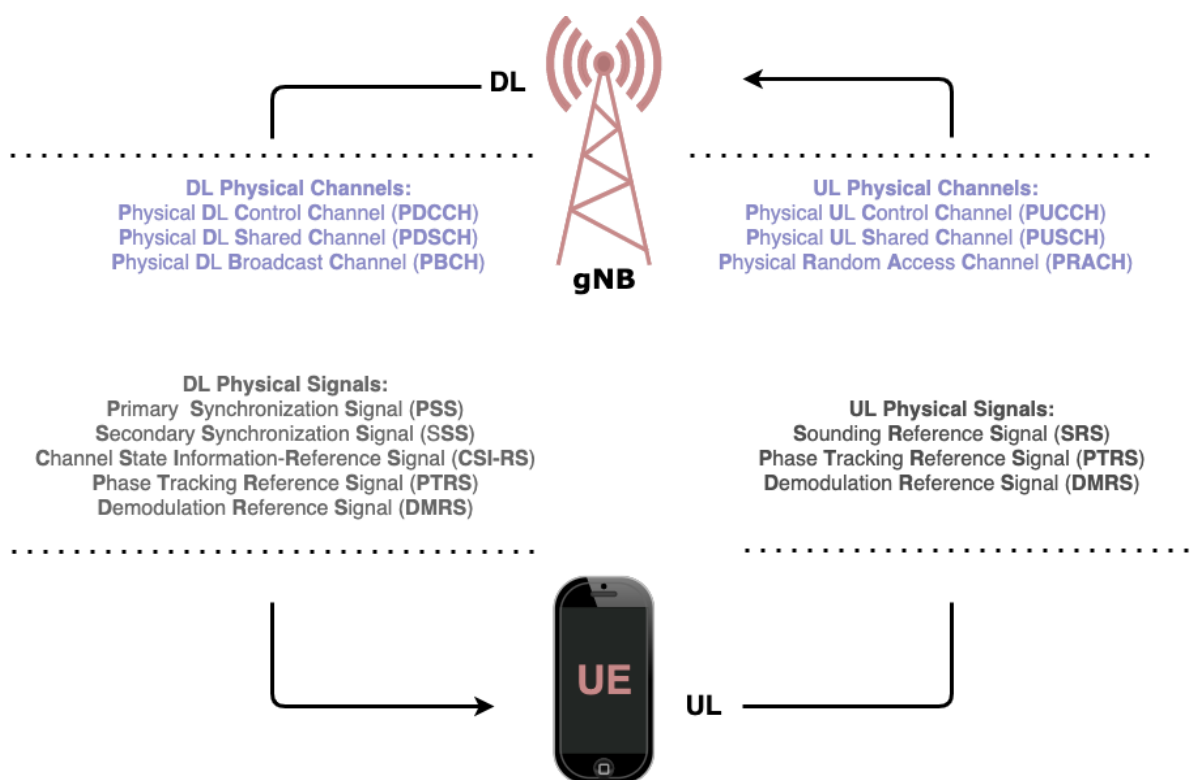 DL
DL Physical Channels:
Physical DL Control Channel (PDCCH)
Physical DL Shared Channel (PDSCH)
Physical DL Broadcast Channel (PBCH)
gNB
UL Physical Channels:
Physical UL Control Channel (PUCCH)
Physical UL Shared Channel (PUSCH)
Physical Random Access Channel (PRACH)
DL Physical Signals:
Primary Synchronization Signal (PSS)
Secondary Synchronization Signal (SSS)
Channel State Information-Reference Signal (CSI-RS)
Phase Tracking Reference Signal (PTRS)
Demodulation Reference Signal (DMRS)
UL Physical Signals:
Sounding Reference Signal (SRS)
Phase Tracking Reference Signal (PTRS)
Demodulation Reference Signal (DMRS)
UE
UL